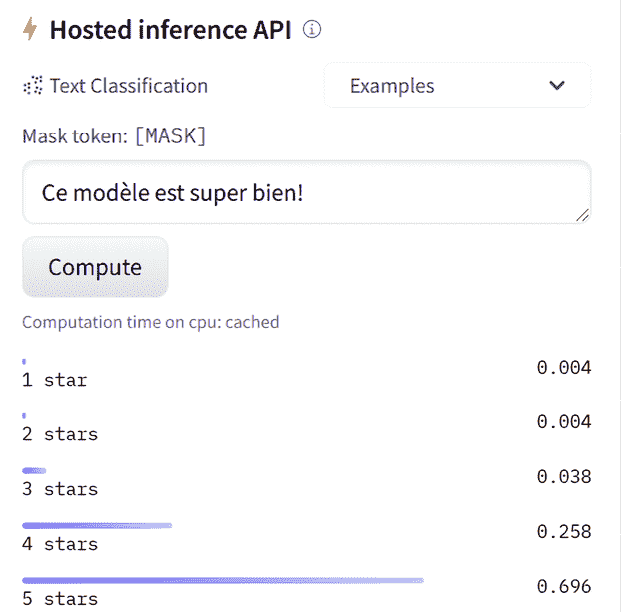 Hosted inference API
Text Classification Examples
Mask token: [MASK]
Ce modèle est super bien!
Compute
Computation time on cpu: cached
1 star 0.004
2 stars 0.004
3 stars 0.038
4 stars 0.258
5 stars 0.696